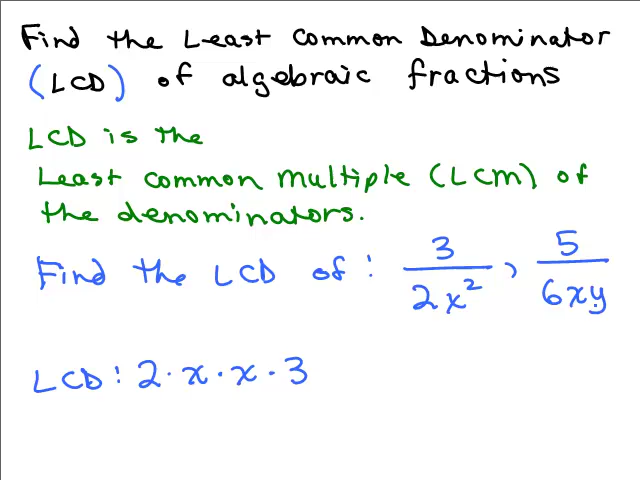 Find the Least Common Denominator
(LCD) of algebraic fractions
LCD is the
Least common multiple (LCM) of
the denominators.
Find the LCD of: 3/2x², 5/6xy
LCD: 2·x·x·3